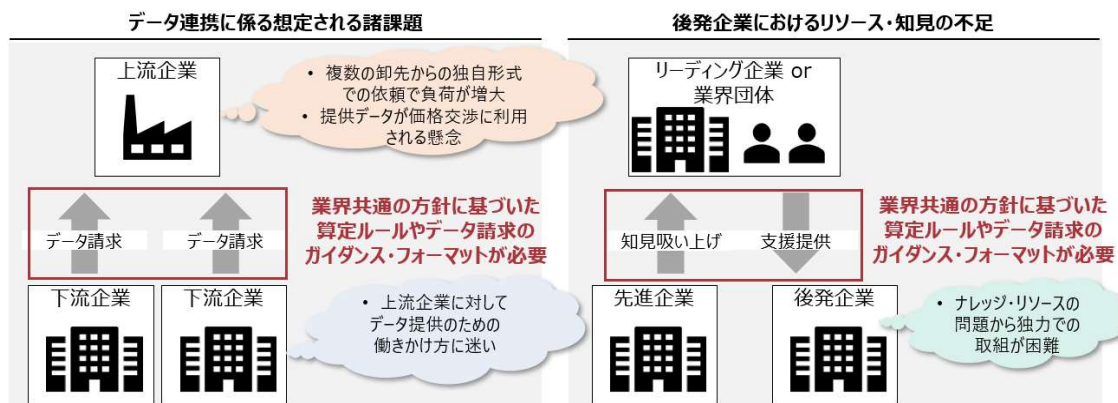 データ連携に係る想定される諸課題
上流企業
• 複数の卸先からの独自形式
での依頼で負荷が増大
• 提供データが価格交渉に利用
される懸念
データ請求
データ請求
業界共通の方針に基づいた
算定ルールやデータ請求の
ガイダンス・フォーマットが必要
下流企業
下流企業
• 上流企業に対して
データ提供のための
働きかけ方に迷い
後発企業におけるリソース・知見の不足
リーディング企業 or
業界団体
知見吸い上げ
支援提供
業界共通の方針に基づいた
算定ルールやデータ請求の
ガイダンス・フォーマットが必要
先進企業
後発企業
• ナレッジ・リソースの
問題から独力での
取組が困難